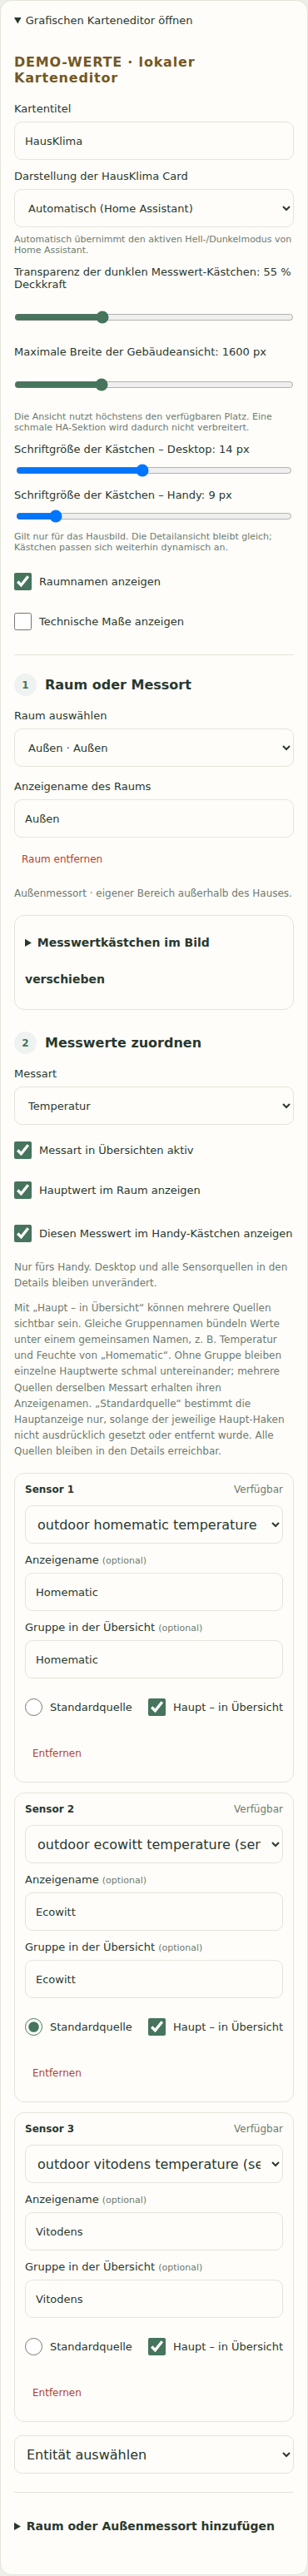 ▼ Grafischen Karteneditor öffnen
DEMO-WERTE · lokaler
Karteneditor
Kartentitel
HausKlima
Darstellung der HausKlima Card
Automatisch (Home Assistant)
Automatisch übernimmt den aktiven Hell-/Dunkelmodus von
Home Assistant.
Transparenz der dunklen Messwert-Kästchen: 55 %
Deckkraft
Maximale Breite der Gebäudeansicht: 1600 px
Die Ansicht nutzt höchstens den verfügbaren Platz. Eine
schmale HA-Sektion wird dadurch nicht verbreitert.
Schriftgröße der Kästchen – Desktop: 14 px
Schriftgröße der Kästchen – Handy: 9 px
Gilt nur für das Hausbild. Die Detailansicht bleibt gleich;
Kästchen passen sich weiterhin dynamisch an.
Raumnamen anzeigen
Technische Maße anzeigen
1 Raum oder Messort
Raum auswählen
Außen · Außen
Anzeigename des Raums
Außen
Raum entfernen
Außenmessort · eigener Bereich außerhalb des Hauses.
▶ Messwertkästchen im Bild
verschieben
2 Messwerte zuordnen
Messart
Temperatur
Messart in Übersichten aktiv
Hauptwert im Raum anzeigen
Diesen Messwert im Handy-Kästchen anzeigen
Nur fürs Handy. Desktop und alle Sensorquellen in den
Details bleiben unverändert.
Mit „Haupt – in Übersicht“ können mehrere Quellen
sichtbar sein. Gleiche Gruppennamen bündeln Werte
unter einem gemeinsamen Namen, z. B. Temperatur
und Feuchte von „Homematic“. Ohne Gruppe bleiben
einzelne Hauptwerte schmal untereinander; mehrere
Quellen derselben Messart erhalten ihren
Anzeigenamen. „Standardquelle“ bestimmt die
Hauptanzeige nur, solange der jeweilige Haupt-Haken
nicht ausdrücklich gesetzt oder entfernt wurde. Alle
Quellen bleiben in den Details erreichbar.
Sensor 1 Verfügbar
outdoor homematic temperature
Anzeigename (optional)
Homematic
Gruppe in der Übersicht (optional)
Homematic
Standardquelle Haupt – in Übersicht
Entfernen
Sensor 2 Verfügbar
outdoor ecowitt temperature (ser
Anzeigename (optional)
Ecowitt
Gruppe in der Übersicht (optional)
Ecowitt
Standardquelle Haupt – in Übersicht
Entfernen
Sensor 3 Verfügbar
outdoor vitodens temperature (se
Anzeigename (optional)
Vitodens
Gruppe in der Übersicht (optional)
Vitodens
Standardquelle Haupt – in Übersicht
Entfernen
Entität auswählen
▶ Raum oder Außenmessort hinzufügen